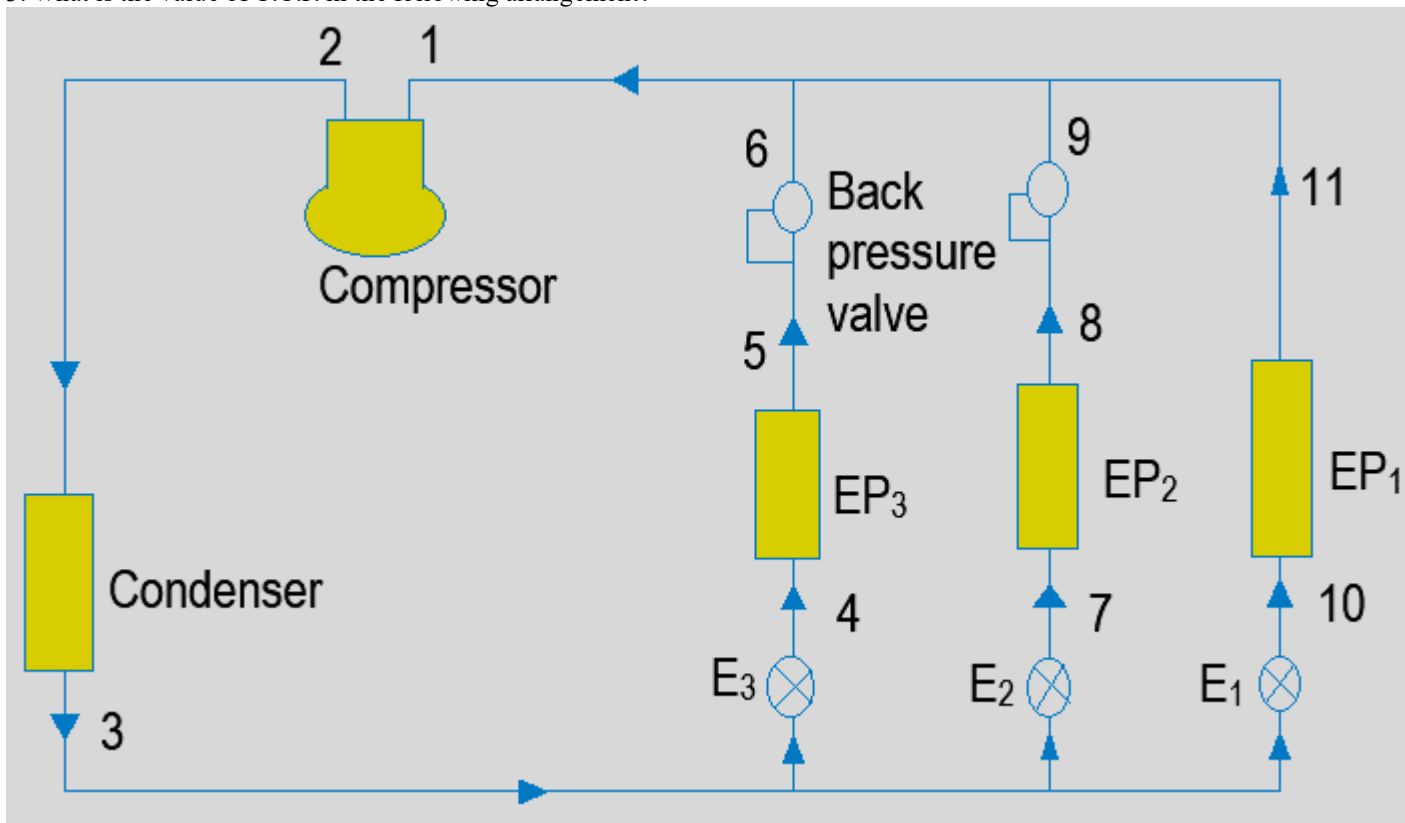 2
1
6
Back
pressure
valve
9
11
Compressor
5
8
EP3
EP2
EP1
Condenser
4
7
10
E3
E2
E1
3